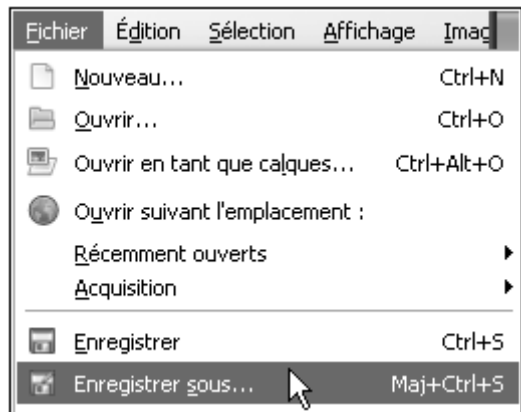 Fichier Édition Sélection Affichage Imag
Nouveau... Ctrl+N
Ouvrir... Ctrl+O
Ouvrir en tant que calques... Ctrl+Alt+O
Ouvrir suivant l'emplacement :
Récemment ouverts
Acquisition
Enregistrer Ctrl+S
Enregistrer sous... Maj+Ctrl+S